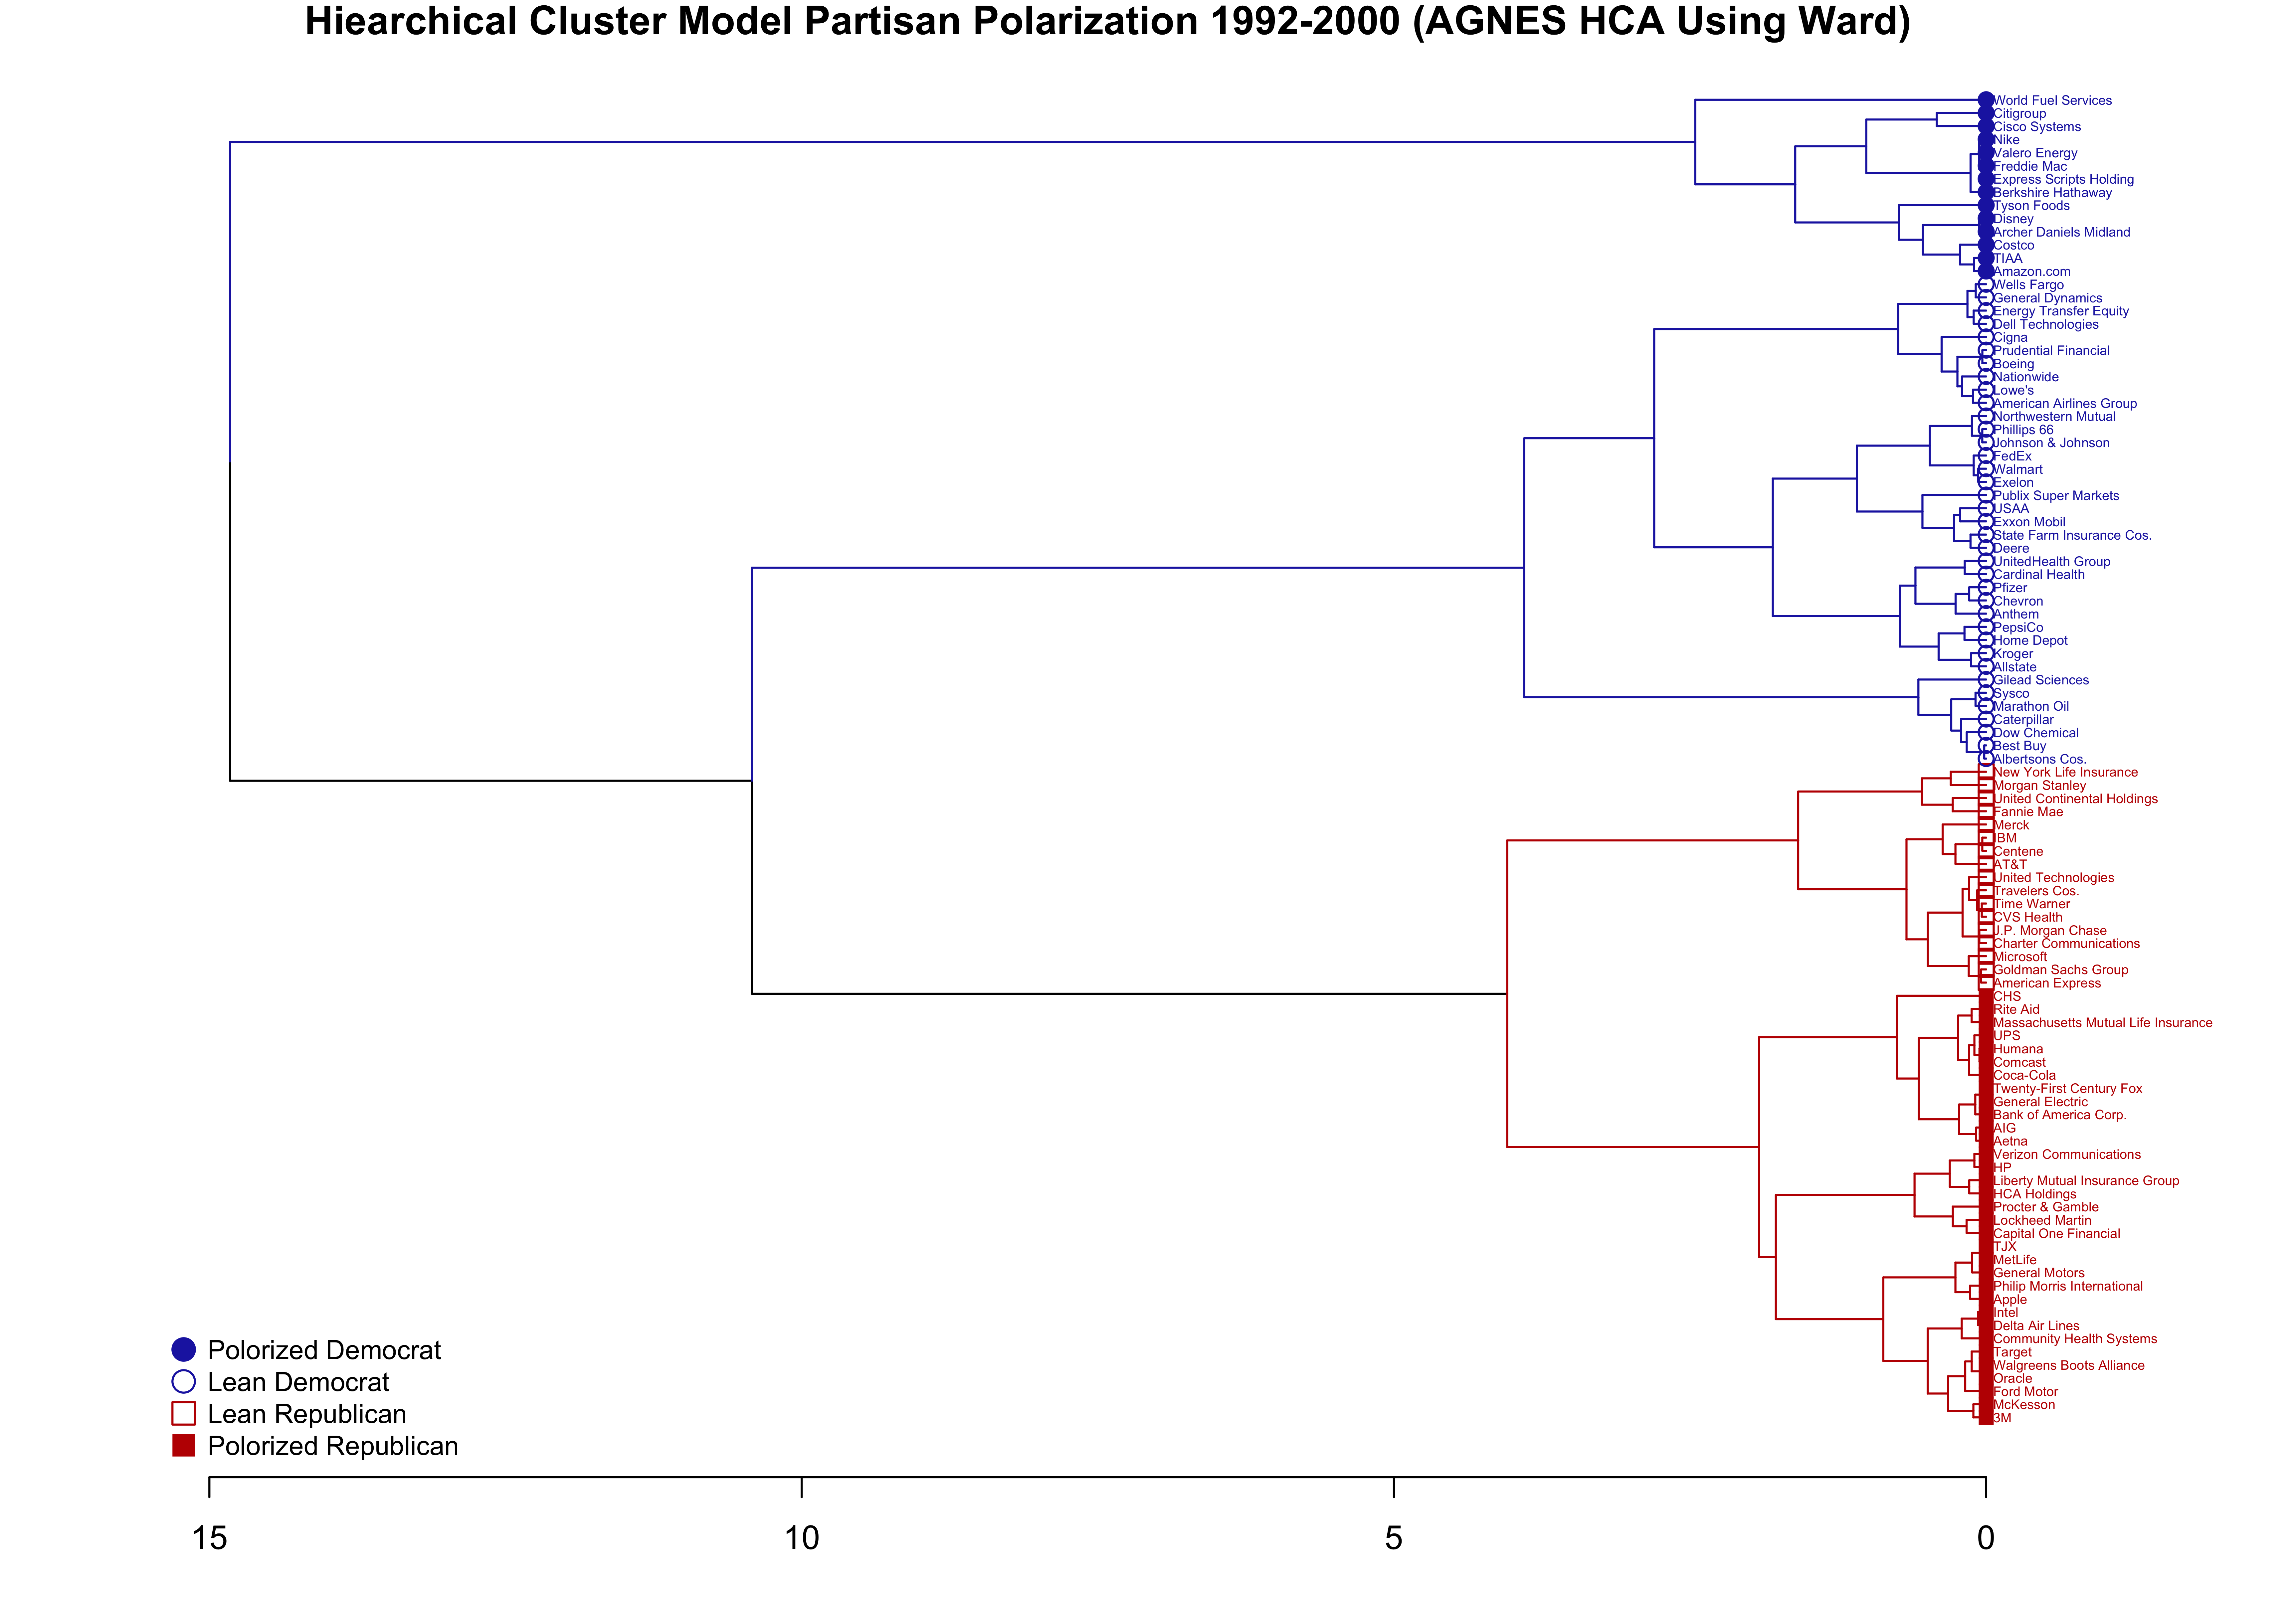 Hiearchical Cluster Model Partisan Polarization 1992-2000 (AGNES HCA Using Ward)
World Fuel Services
Citigroup
Cisco Systems
Nike
Valero Energy
Freddie Mac
Express Scripts Holding
Berkshire Hathaway
Tyson Foods
Disney
Archer Daniels Midland
Costco
TIAA
Amazon.com
Wells Fargo
General Dynamics
Energy Transfer Equity
Dell Technologies
Cigna
Prudential Financial
Boeing
Nationwide
Lowe's
American Airlines Group
Northwestern Mutual
Phillips 66
Johnson & Johnson
FedEx
Walmart
Exelon
Publix Super Markets
USAA
Exxon Mobil
State Farm Insurance Cos.
Deere
UnitedHealth Group
Cardinal Health
Pfizer
Chevron
Anthem
PepsiCo
Home Depot
Kroger
Allstate
Gilead Sciences
Sysco
Marathon Oil
Caterpillar
Dow Chemical
Best Buy
Albertsons Cos.
New York Life Insurance
Morgan Stanley
United Continental Holdings
Fannie Mae
Merck
IBM
Centene
AT&T
United Technologies
Travelers Cos.
Time Warner
CVS Health
J.P. Morgan Chase
Charter Communications
Microsoft
Goldman Sachs Group
American Express
CHS
Rite Aid
Massachusetts Mutual Life Insurance
UPS
Humana
Comcast
Coca-Cola
Twenty-First Century Fox
General Electric
Bank of America Corp.
AIG
Aetna
Verizon Communications
HP
Liberty Mutual Insurance Group
HCA Holdings
Procter & Gamble
Lockheed Martin
Capital One Financial
TJX
MetLife
General Motors
Philip Morris International
Apple
Intel
Delta Air Lines
Community Health Systems
Target
Walgreens Boots Alliance
Oracle
Ford Motor
McKesson
3M
Polorized Democrat
Lean Democrat
Lean Republican
Polorized Republican
15 10 5 0